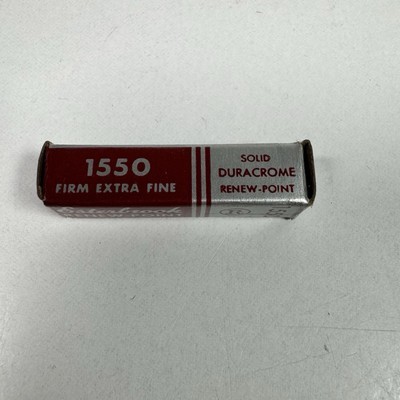 1550
FIRM EXTRA FINE
SOLID
DURACROME
RENEW-POINT